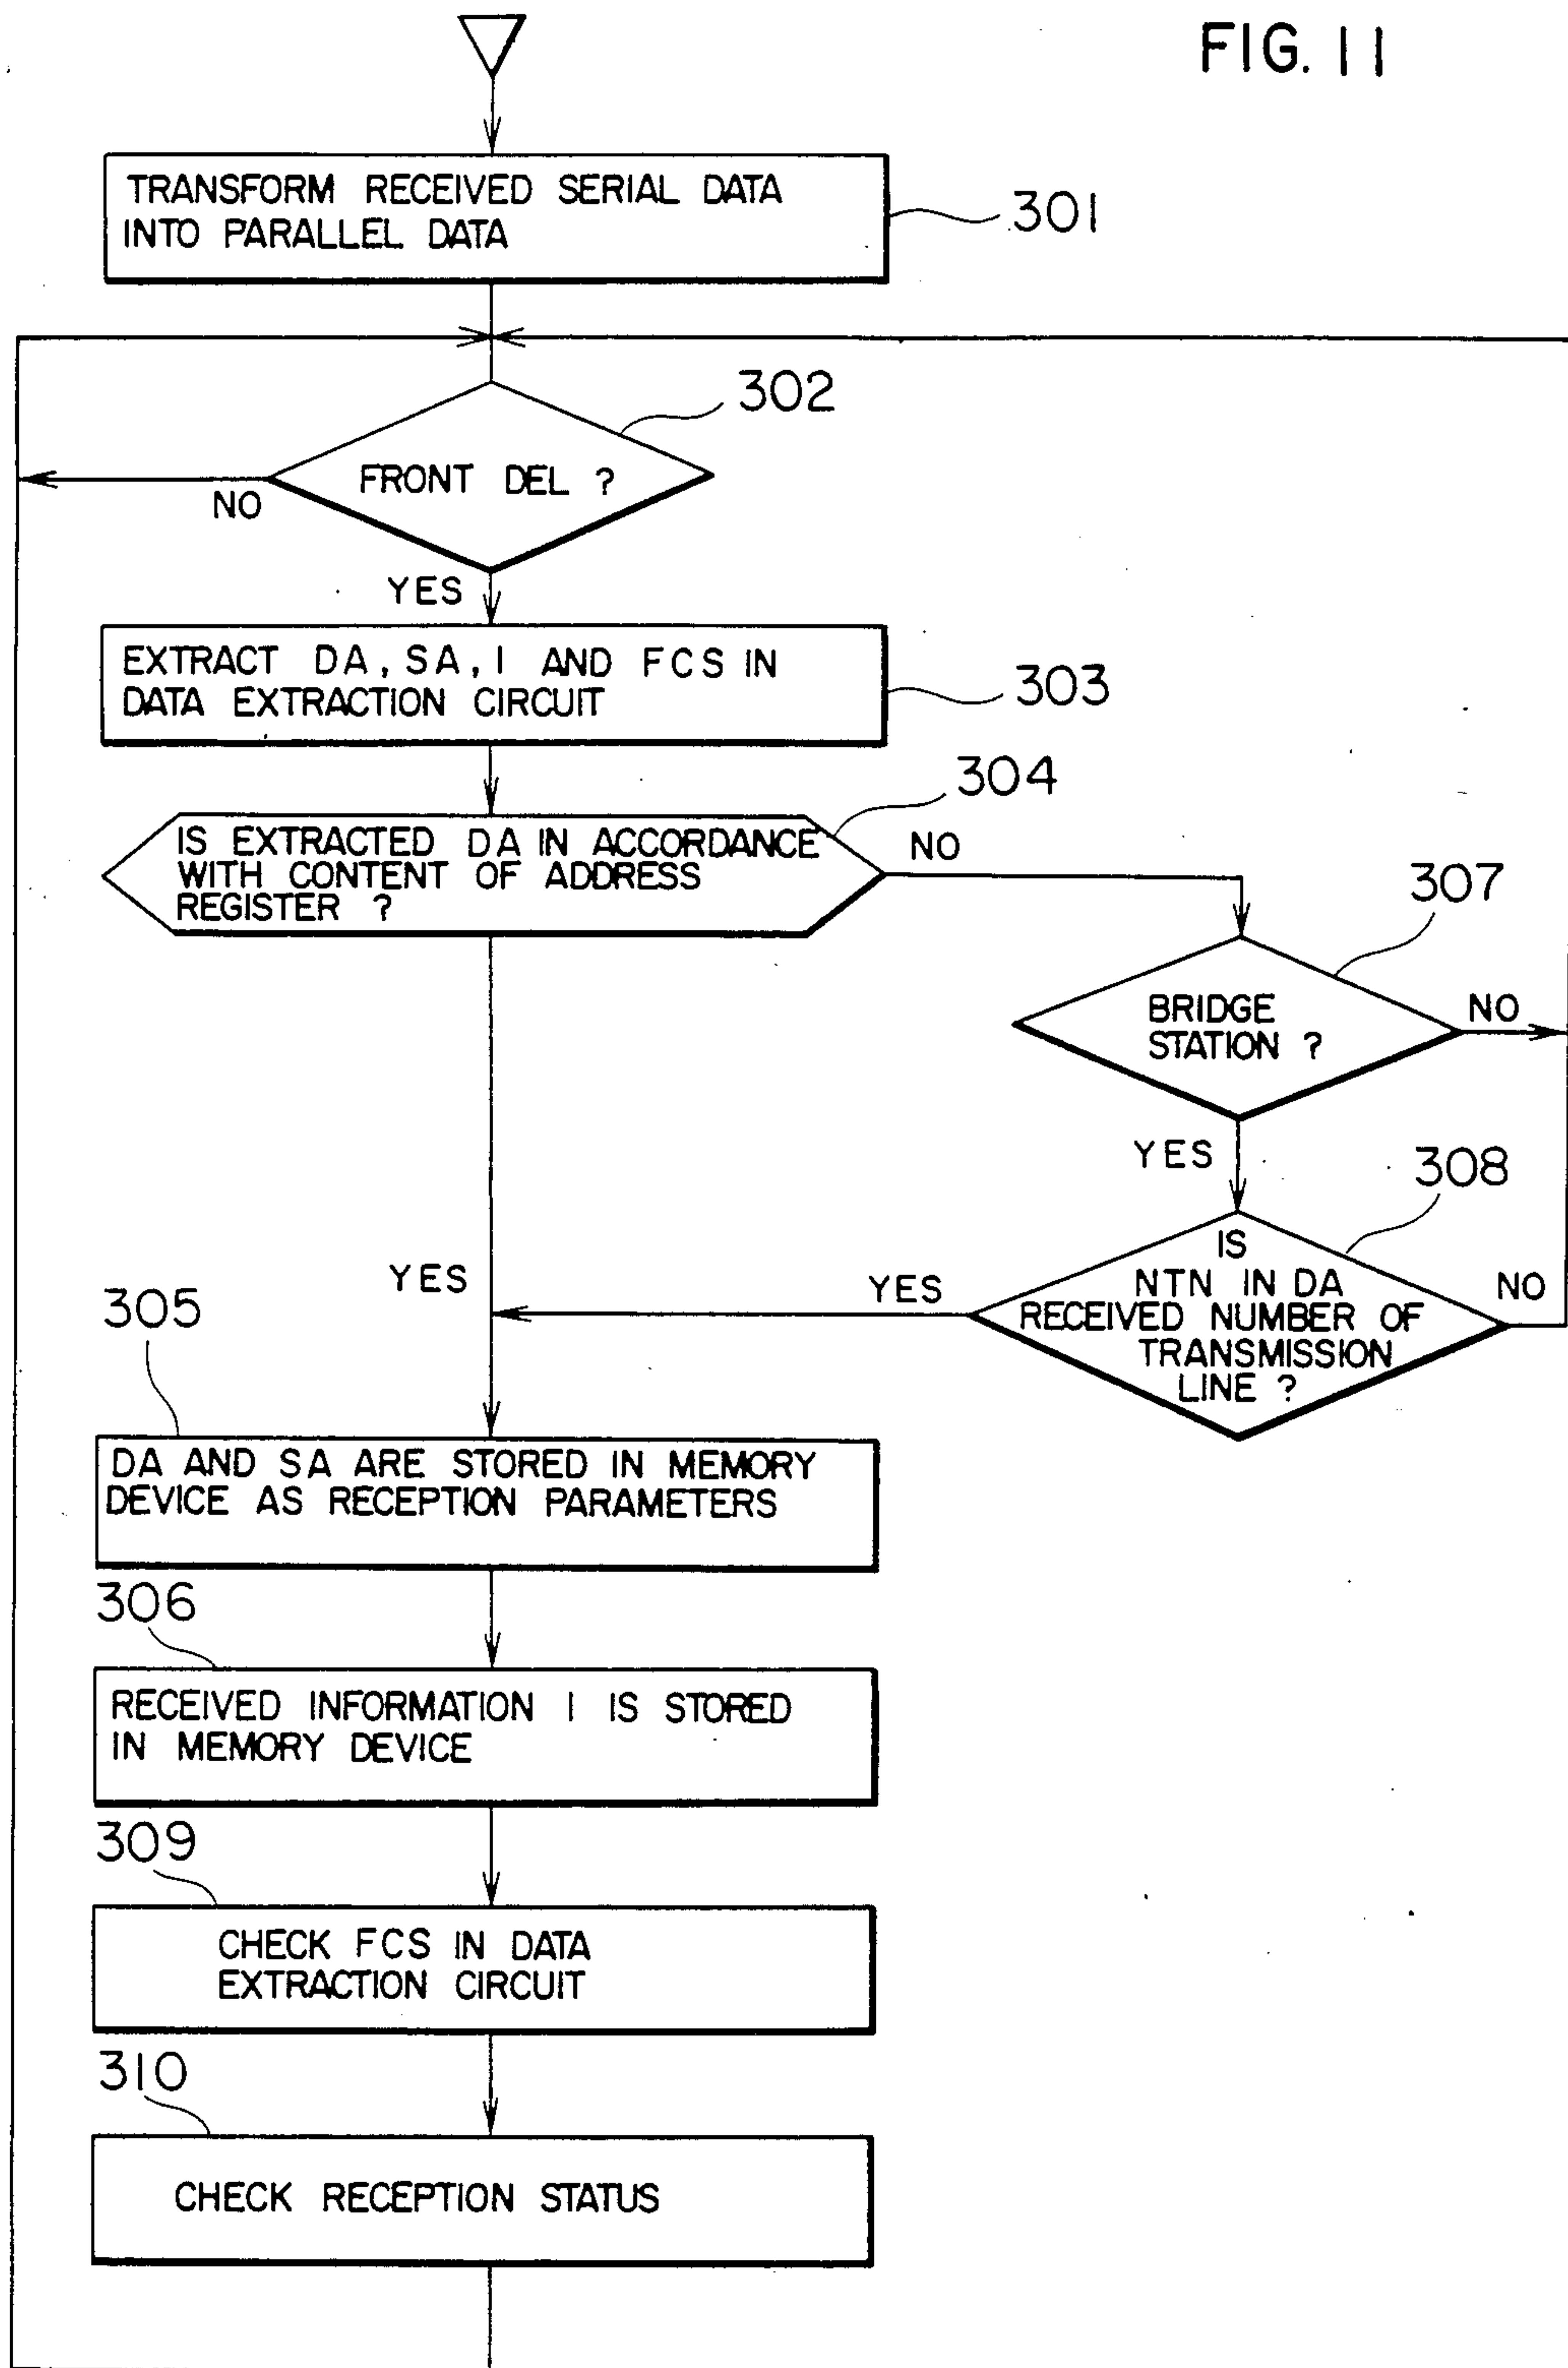 FIG. 11
TRANSFORM RECEIVED SERIAL DATA
INTO PARALLEL DATA
301
302
FRONT DEL ?
NO
YES
EXTRACT DA, SA, I AND FCS IN
DATA EXTRACTION CIRCUIT
303
304
IS EXTRACTED DA IN ACCORDANCE
WITH CONTENT OF ADDRESS
REGISTER ?
NO
307
BRIDGE
STATION ?
NO
YES
308
IS
NTN IN DA
RECEIVED NUMBER OF
TRANSMISSION
LINE ?
NO
YES
YES
305
DA AND SA ARE STORED IN MEMORY
DEVICE AS RECEPTION PARAMETERS
306
RECEIVED INFORMATION I IS STORED
IN MEMORY DEVICE
309
CHECK FCS IN DATA
EXTRACTION CIRCUIT
310
CHECK RECEPTION STATUS